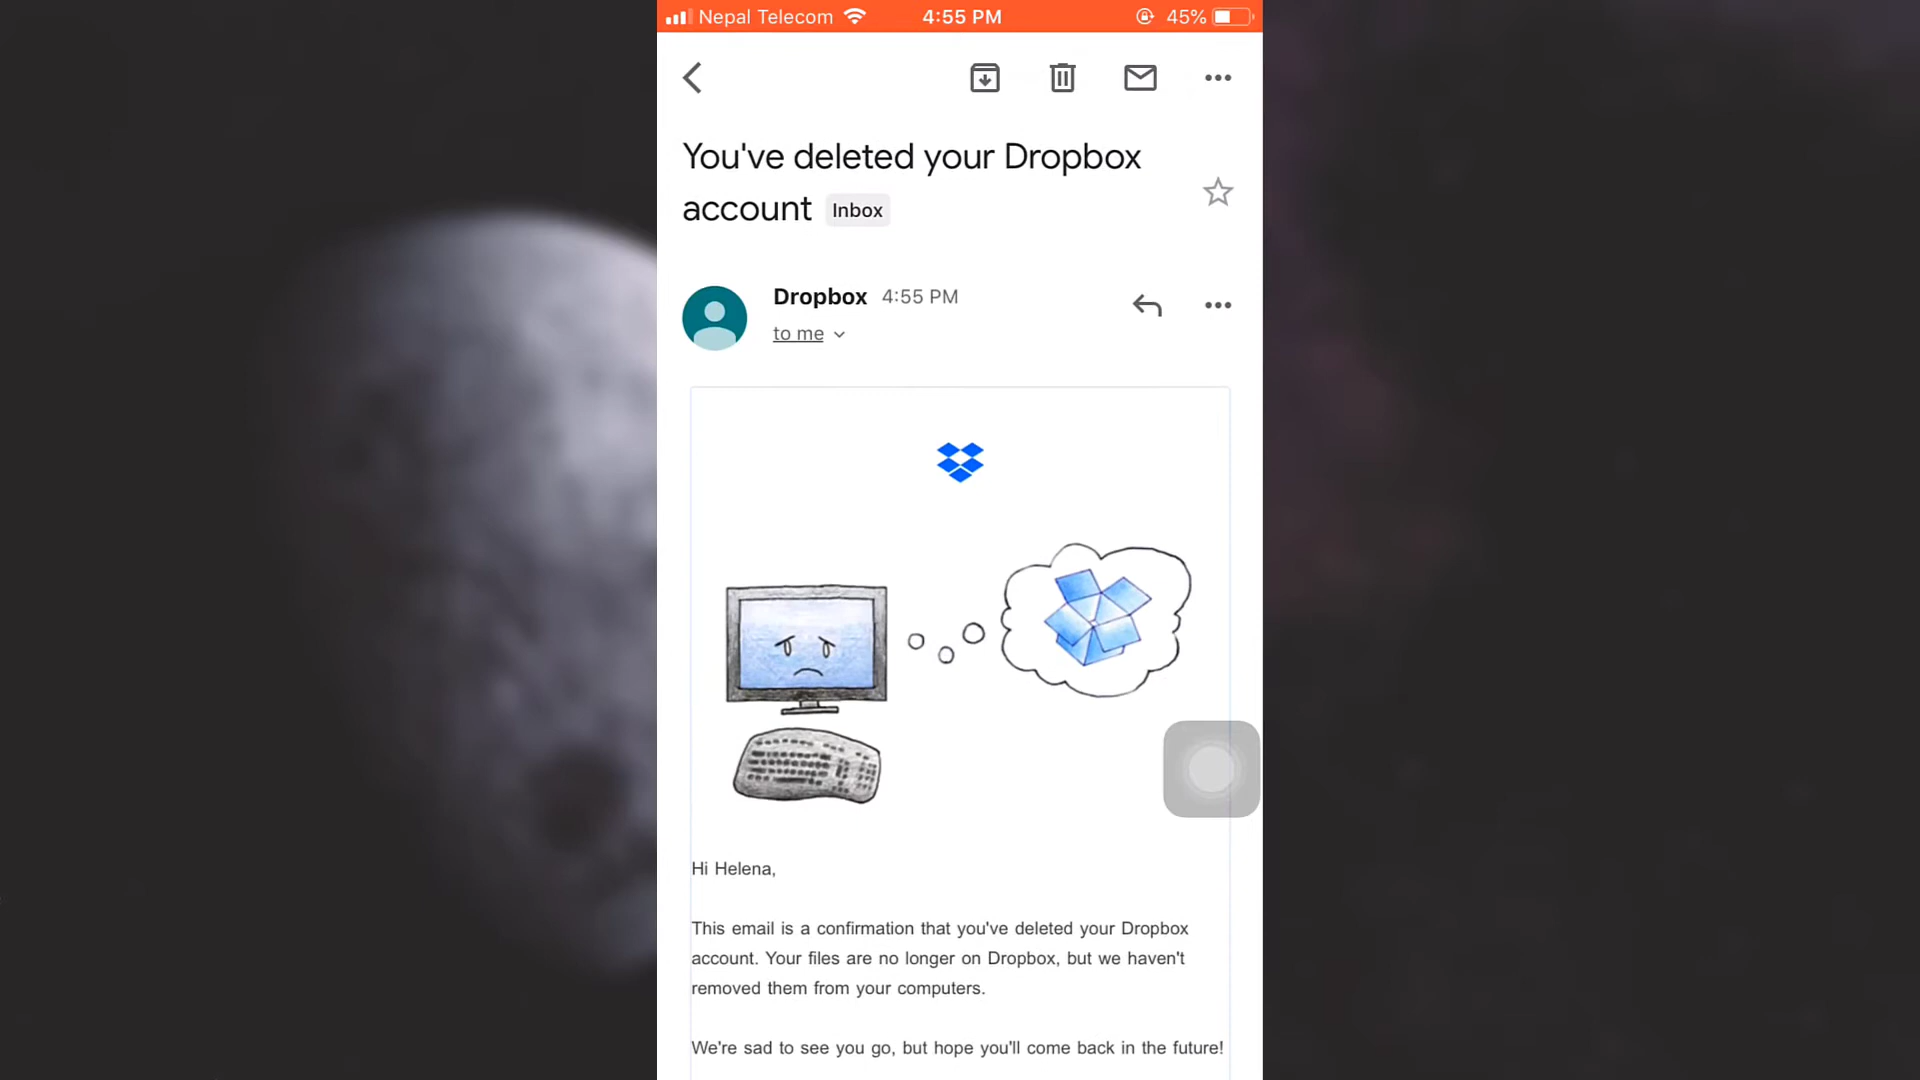 Nepal Telecom 4:55 PM 45%
You've deleted your Dropbox
account Inbox
Dropbox 4:55 PM
to me
Hi Helena,
This email is a confirmation that you've deleted your Dropbox
account. Your files are no longer on Dropbox, but we haven't
removed them from your computers.
We're sad to see you go, but hope you'll come back in the future!